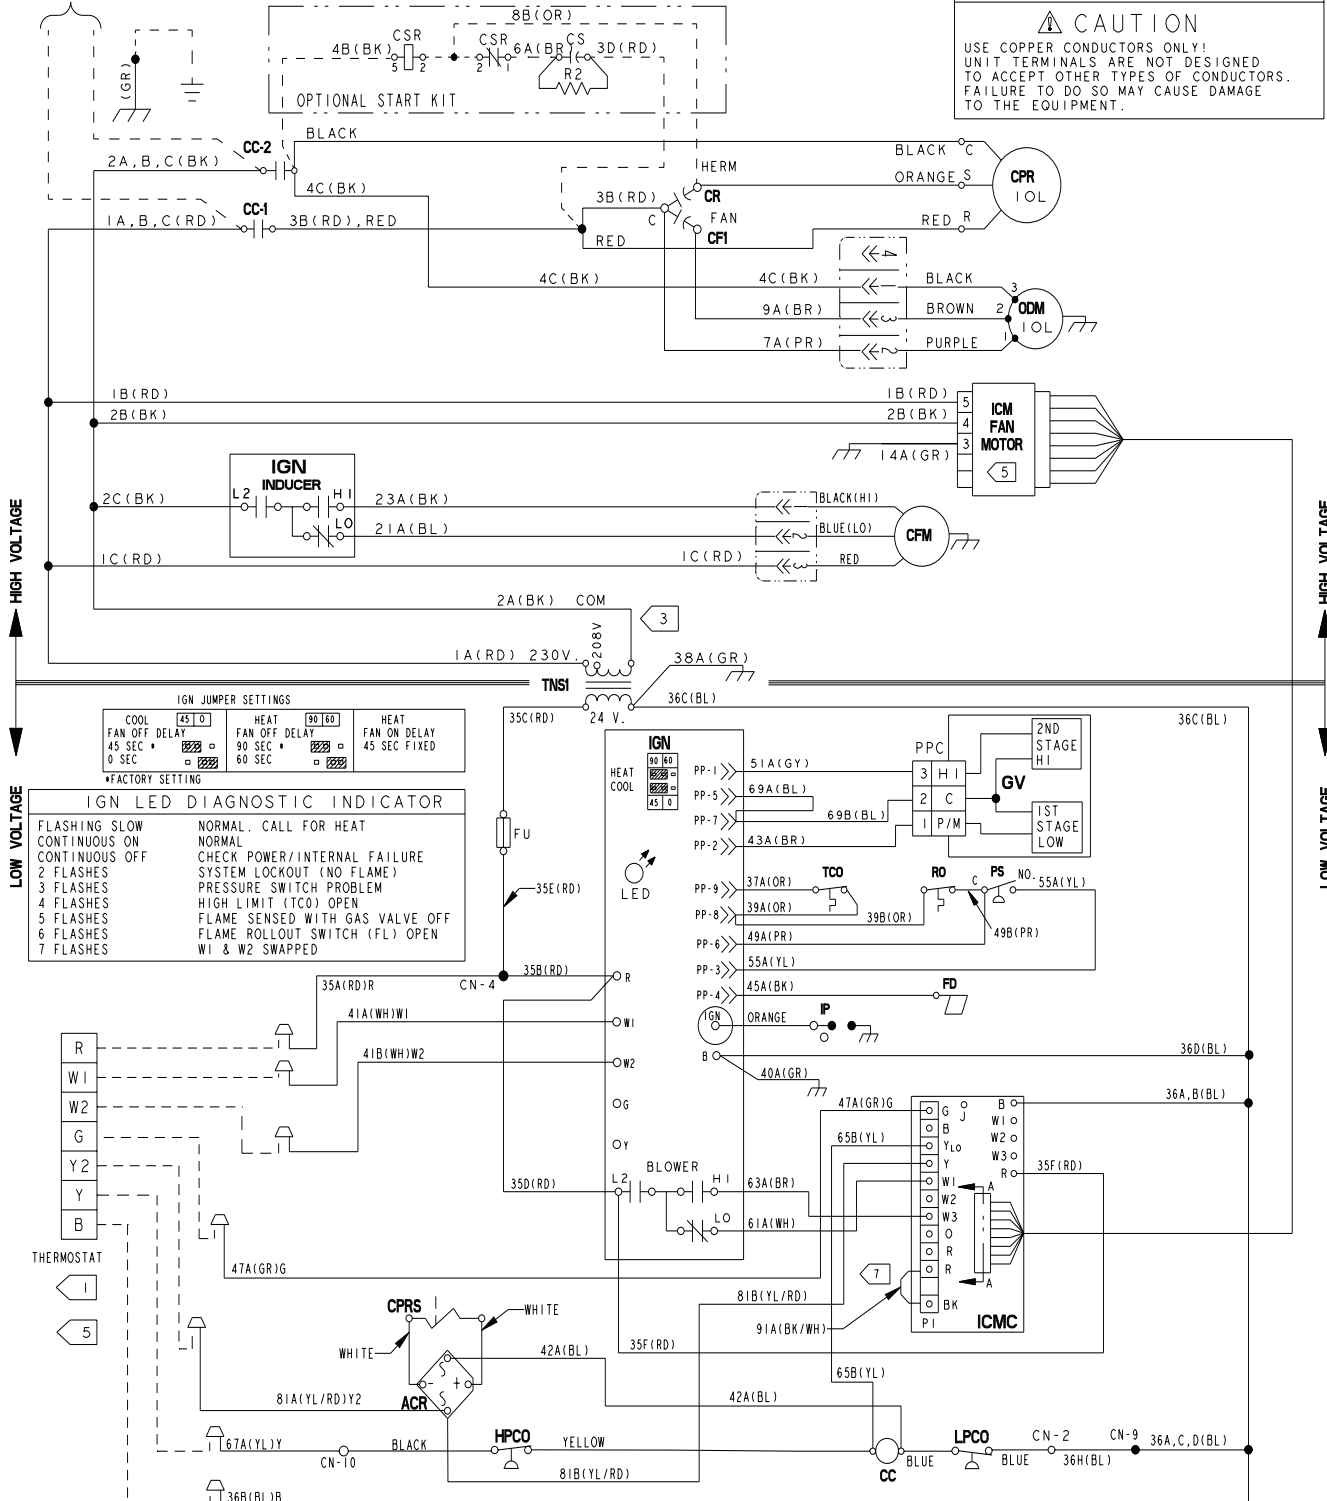 8B(OR)
CSR
4B(BK)
5 2
CSR
2 1
6A(BR)
CS
3D(RD)
R2
OPTIONAL START KIT
(GR)
CAUTION
USE COPPER CONDUCTORS ONLY!
UNIT TERMINALS ARE NOT DESIGNED
TO ACCEPT OTHER TYPES OF CONDUCTORS.
FAILURE TO DO SO MAY CAUSE DAMAGE
TO THE EQUIPMENT.
BLACK
CC-2
2A,B,C(BK)
4C(BK)
CC-1
1A,B,C(RD)
3B(RD),RED
3B(RD)
C
HERM
CR
FAN
CF1
RED
BLACK C
ORANGE S
RED R
CPR
IOL
4
4C(BK)
4C(BK)
1
BLACK
3
9A(BR)
3
BROWN
2
ODM
IOL
7A(PR)
2
PURPLE
1
1B(RD)
1B(RD)
5
2B(BK)
2B(BK)
4
14A(GR)
3
ICM
FAN
MOTOR
5
IGN
INDUCER
2C(BK)
L2
HI
23A(BK)
1
BLACK(HI)
LO
21A(BL)
2
BLUE(LO)
CFM
1C(RD)
1C(RD)
3
RED
HIGH VOLTAGE
HIGH VOLTAGE
2A(BK) COM
3
208V
1A(RD) 230V.
38A(GR)
TNS1
36C(BL)
35C(RD)
24 V.
36C(BL)
LOW VOLTAGE
LOW VOLTAGE
IGN JUMPER SETTINGS
COOL 45 0
FAN OFF DELAY
45 SEC *
0 SEC
HEAT 90 60
FAN OFF DELAY
90 SEC *
60 SEC
HEAT
FAN ON DELAY
45 SEC FIXED
*FACTORY SETTING
IGN LED DIAGNOSTIC INDICATOR
FLASHING SLOW NORMAL. CALL FOR HEAT
CONTINUOUS ON NORMAL
CONTINUOUS OFF CHECK POWER/INTERNAL FAILURE
2 FLASHES SYSTEM LOCKOUT (NO FLAME)
3 FLASHES PRESSURE SWITCH PROBLEM
4 FLASHES HIGH LIMIT (TCO) OPEN
5 FLASHES FLAME SENSED WITH GAS VALVE OFF
6 FLASHES FLAME ROLLOUT SWITCH (FL) OPEN
7 FLASHES W1 & W2 SWAPPED
FU
35E(RD)
IGN
90 60
HEAT
COOL
45 0
LED
PP-1 51A(GY)
PP-5 69A(BL)
PP-7 69B(BL)
PP-2 43A(BR)
PPC
3 HI
2 C
1 P/M
GV
2ND
STAGE
HI
1ST
STAGE
LOW
PP-9 37A(OR)
TCO
PP-8 39A(OR)
39B(OR)
RO
C
PS
NO.
55A(YL)
49B(PR)
PP-6 49A(PR)
PP-3 55A(YL)
PP-4 45A(BK)
FD
IGN
ORANGE
IP
B
40A(GR)
36D(BL)
35A(RD)R
CN-4
35B(RD)
R
41A(WH)W1
W1
41B(WH)W2
W2
G
Y
R
W1
W2
G
Y2
Y
B
THERMOSTAT
1
5
BLOWER
35D(RD)
L2
HI
63A(BR)
LO
61A(WH)
47A(GR)G
65B(YL)
36A,B(BL)
35F(RD)
G
B
YLO
Y
W1
W2
W3
O
R
R
BK
P1
J
B
W1
W2
W3
R
A
A
ICMC
7
47A(GR)G
81B(YL/RD)
91A(BK/WH)
CPRS
WHITE
WHITE
35F(RD)
42A(BL)
65B(YL)
- +
ACR
81A(YL/RD)Y2
42A(BL)
67A(YL)Y
CN-10
BLACK
HPCO
YELLOW
CC
BLUE
LPCO
BLUE
CN-2
36H(BL)
CN-9
36A,C,D(BL)
81B(YL/RD)
36B(BL)B